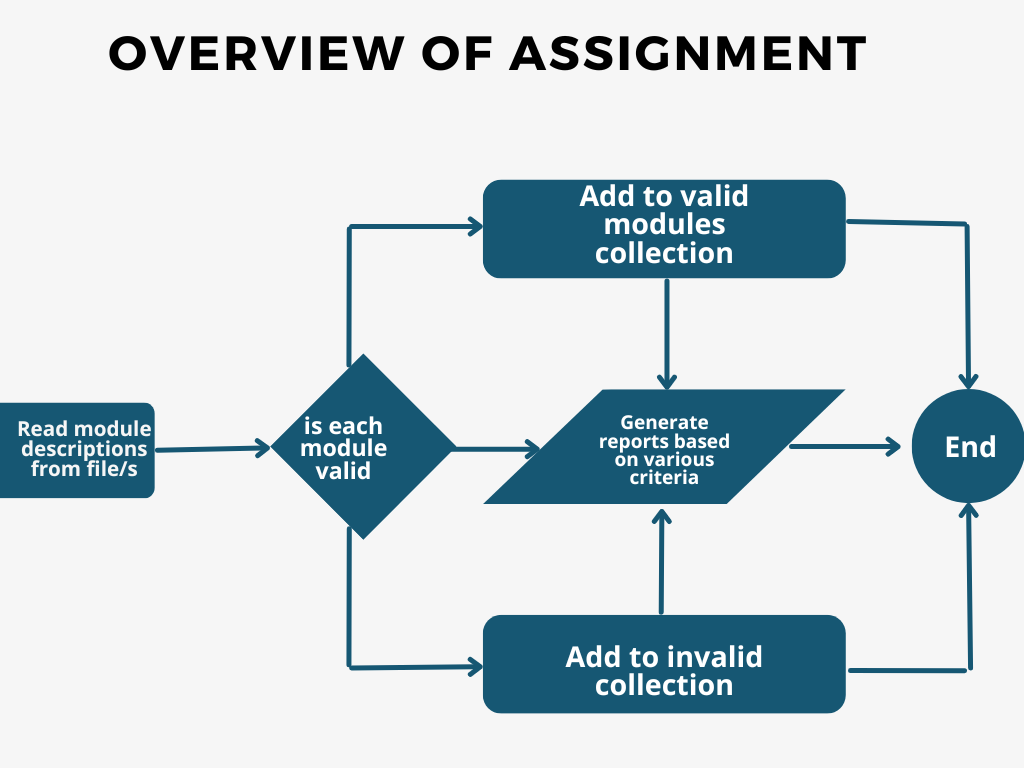 OVERVIEW OF ASSIGNMENT
Add to valid
modules
collection
Read module
descriptions
from file/s
is each
module
valid
Generate
reports based
on various
criteria
End
Add to invalid
collection